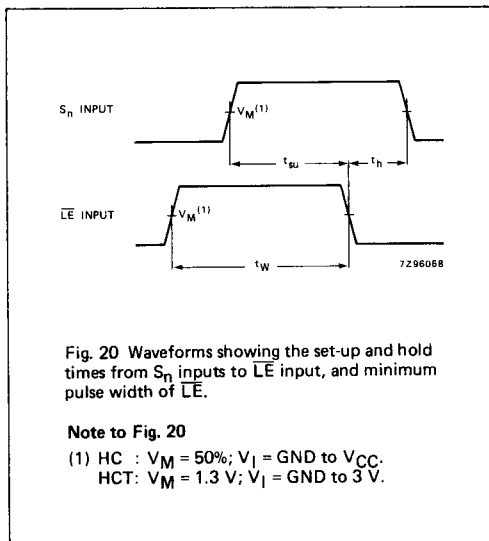 Sn INPUT
VM(1)
tsu
th
LE INPUT
VM(1)
tW
7Z96068
Fig. 20 Waveforms showing the set-up and hold
times from Sn inputs to LE input, and minimum
pulse width of LE.
Note to Fig. 20
(1) HC : VM = 50%; VI = GND to VCC.
HCT: VM = 1.3 V; VI = GND to 3 V.